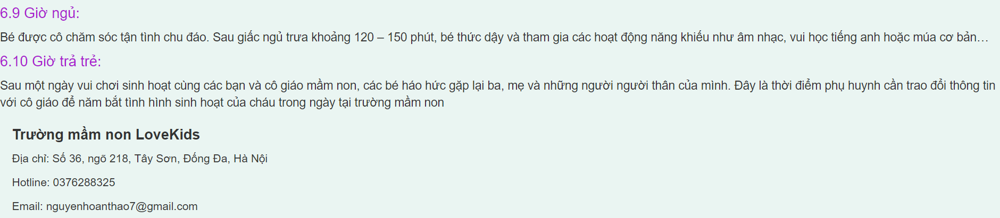 6.9 Giờ ngủ:
Bé được cô chăm sóc tận tình chu đáo. Sau giấc ngủ trưa khoảng 120 – 150 phút, bé thức dậy và tham gia các hoạt động năng khiếu như âm nhạc, vui học tiếng anh hoặc múa cơ bản…
6.10 Giờ trả trẻ:
Sau một ngày vui chơi sinh hoạt cùng các bạn và cô giáo mầm non, các bé háo hức gặp lại ba, mẹ và những người người thân của mình. Đây là thời điểm phụ huynh cần trao đổi thông tin
với cô giáo để năm bắt tình hình sinh hoạt của cháu trong ngày tại trường mầm non
Trường mầm non LoveKids
Địa chỉ: Số 36, ngõ 218, Tây Sơn, Đống Đa, Hà Nội
Hotline: 0376288325
Email: nguyenhoanthao7@gmail.com